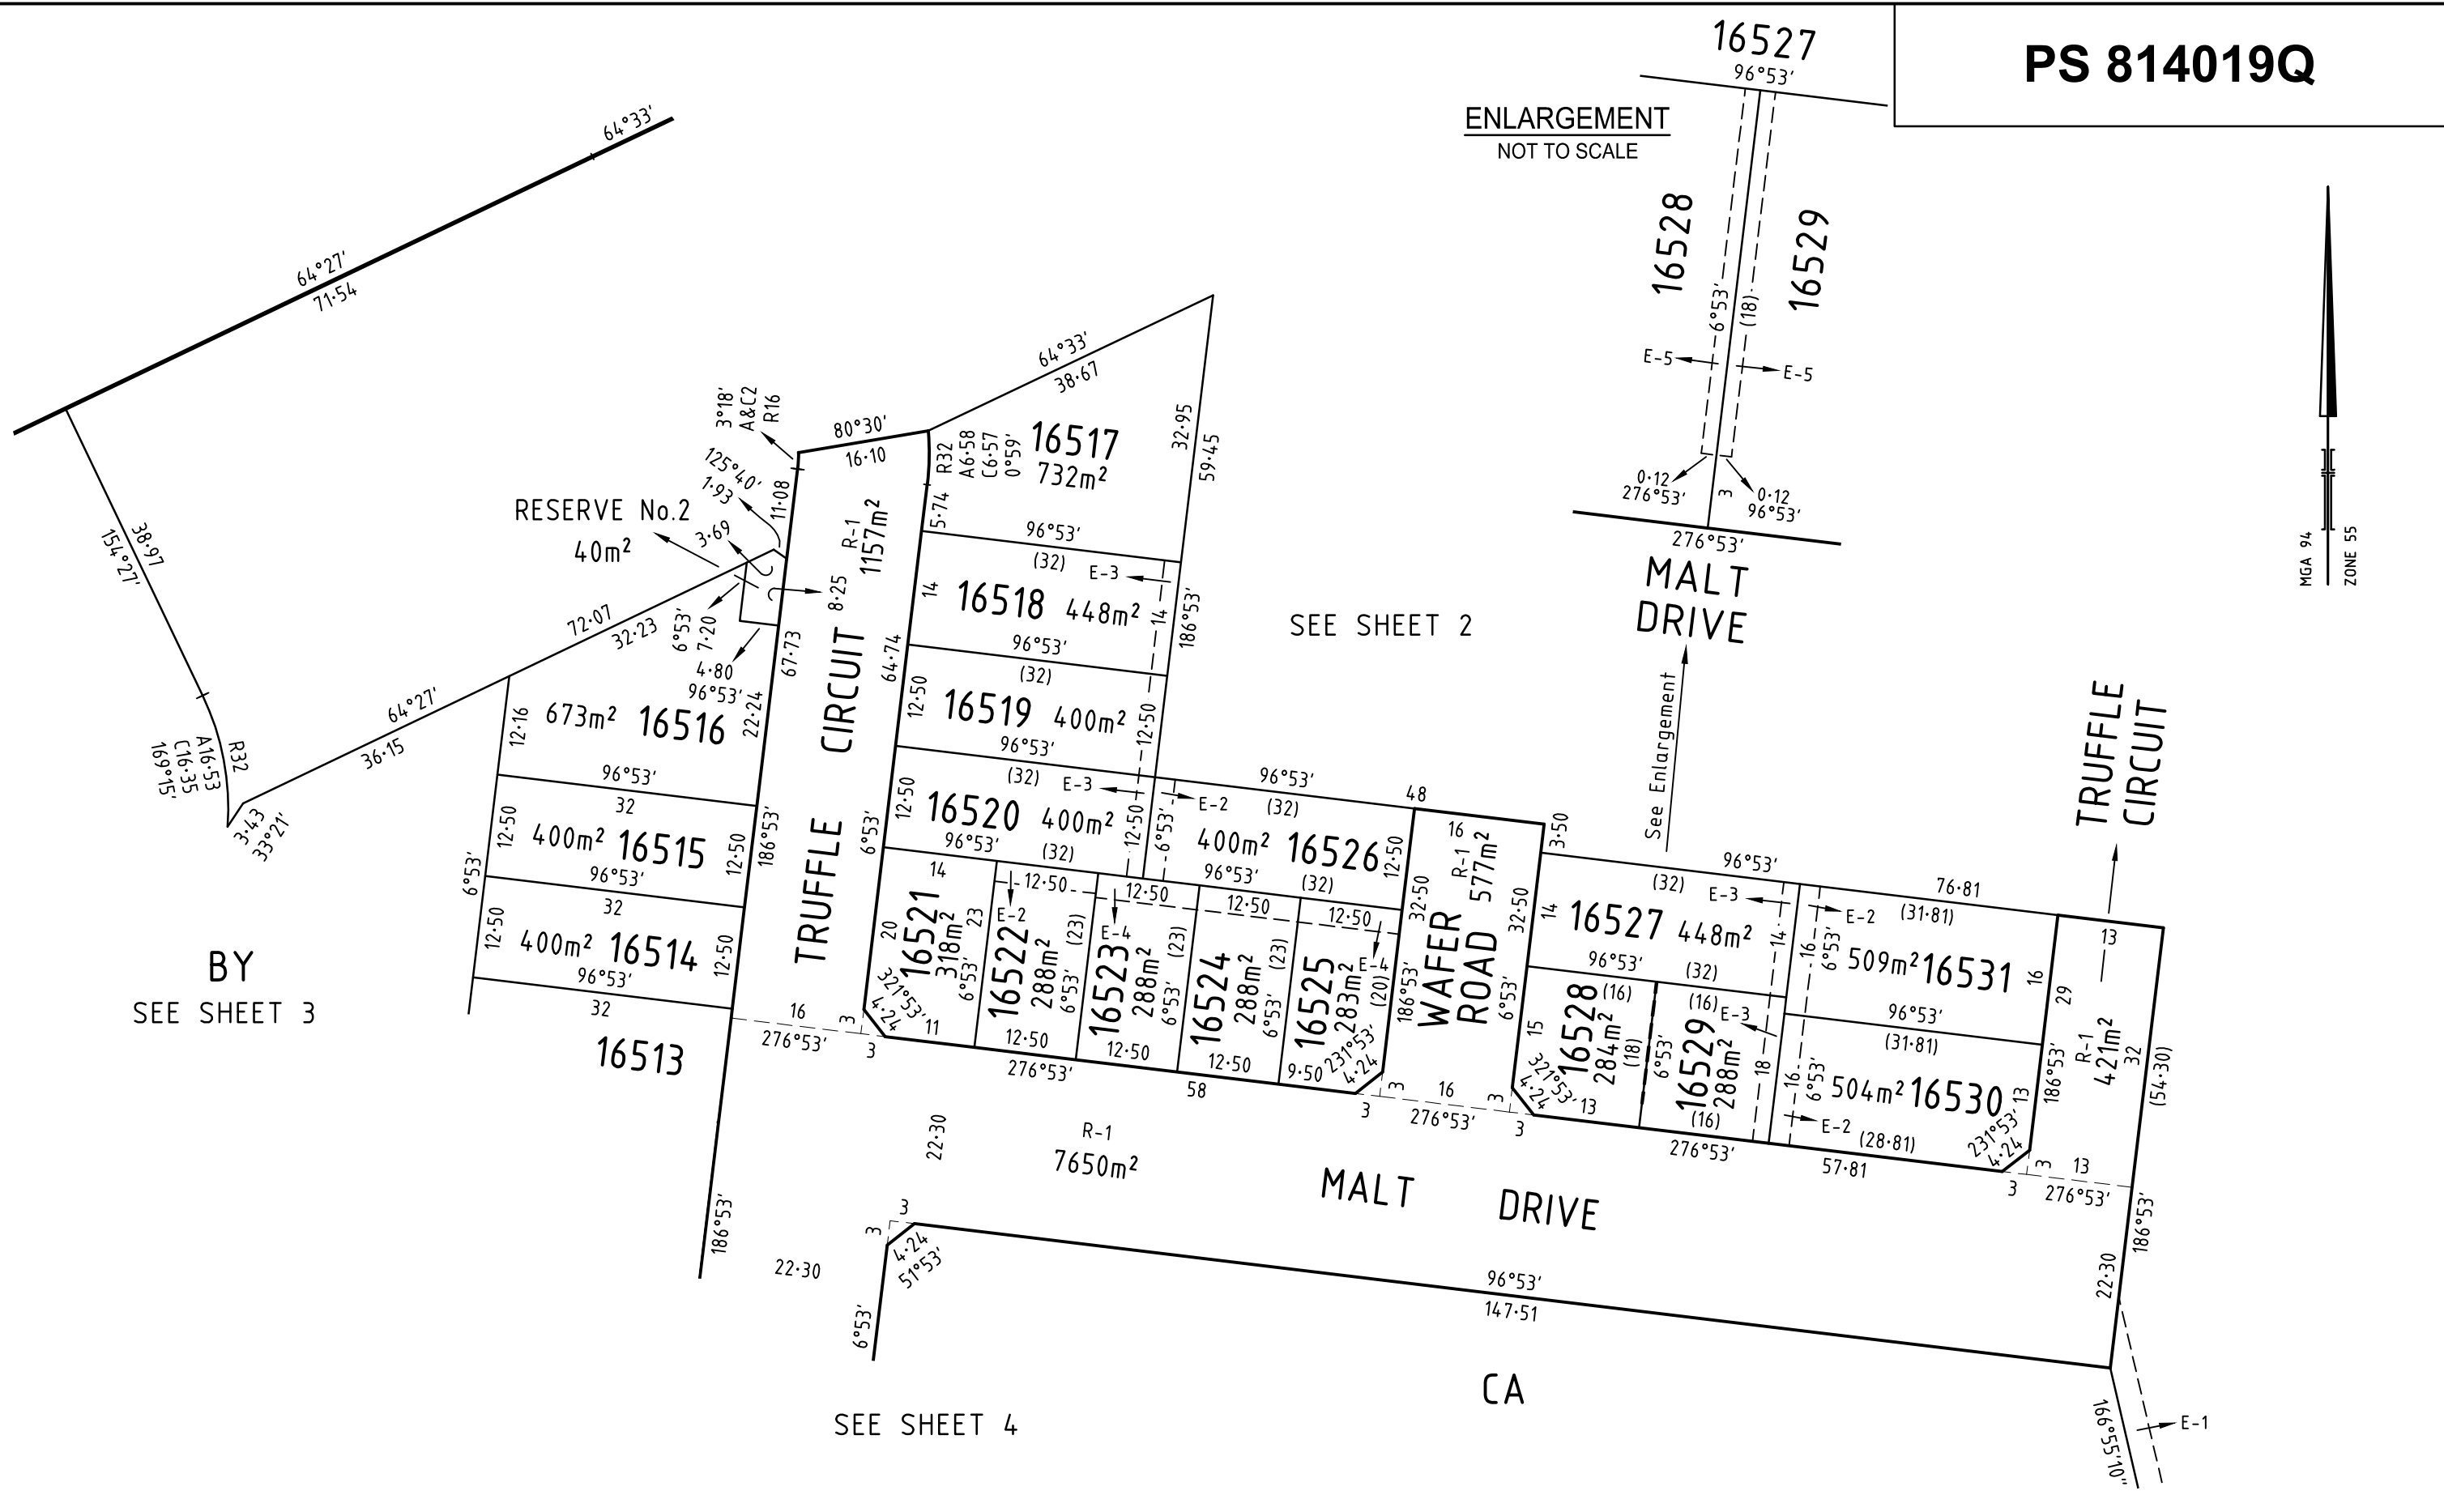 PS 814019Q
16527
96°53'
ENLARGEMENT
NOT TO SCALE
16528
16529
6°53'
(18)
E-5
E-5
0·12
276°53'
3
0·12
96°53'
276°53'
MALT
DRIVE
See Enlargement
MGA 94
ZONE 55
64°33'
64°27'
71·54
38·97
154°27'
R32
A16·53
C16·35
169°15'
3·43
33°21'
64°27'
36·15
72·07
32·23
RESERVE No.2
40m²
3·69
125°40'
1·93
3°18'
A&C2
R16
11·08
8·25
6°53'
7·20
4·80
96°53'
80°30'
16·10
R-1
1157m²
67·73
64·74
TRUFFLE CIRCUIT
186°53'
6°53'
64°33'
38·67
R32
A6·58
C6·57
0°59'
16517
732m²
32·95
59·45
5·74
96°53'
(32)
E-3
14
16518 448m²
14
186°53'
96°53'
(32)
12·50
16519 400m²
12·50
96°53'
(32)
E-3
12·50
16520 400m²
12·50
96°53'
(32)
SEE SHEET 2
12·16
673m² 16516
22·24
96°53'
32
12·50
400m² 16515
12·50
96°53'
32
6°53'
12·50
400m² 16514
12·50
96°53'
32
16513
BY
SEE SHEET 3
96°53'
48
6°53'
E-2
(32)
400m² 16526
12·50
96°53'
(32)
14
20
16521
318m²
321°53'
4·24
11
23
6°53'
12·50
E-2
16522
288m²
(23)
6°53'
12·50
12·50
E-4
16523
288m²
(23)
6°53'
12·50
12·50
16524
288m²
(23)
6°53'
12·50
12·50
E-4
16525
283m²
(20)
231°53'
4·24
9·50
16
276°53'
3
3
276°53'
58
3
3
16
R-1
577m²
32·50
32·50
WAFER
ROAD
186°53'
6°53'
16
276°53'
3
3
3·50
96°53'
76·81
(32)
E-3
14
16527 448m²
14
96°53'
(32)
(16)
15
16528
284m²
(18)
321°53'
4·24
13
(16)
E-3
6°53'
16529
288m²
18
(16)
276°53'
57·81
E-2
(31·81)
16
6°53'
509m² 16531
16
96°53'
(31·81)
16
6°53'
504m² 16530
13
E-2
(28·81)
231°53'
4·24
3
3
13
276°53'
TRUFFLE
CIRCUIT
13
29
R-1
421m²
32
186°53'
(54·30)
186°53'
22·30
22·30
R-1
7650m²
MALT DRIVE
186°53'
22·30
3
3
4·24
51°53'
6°53'
96°53'
147·51
CA
SEE SHEET 4
166°55'10"
E-1